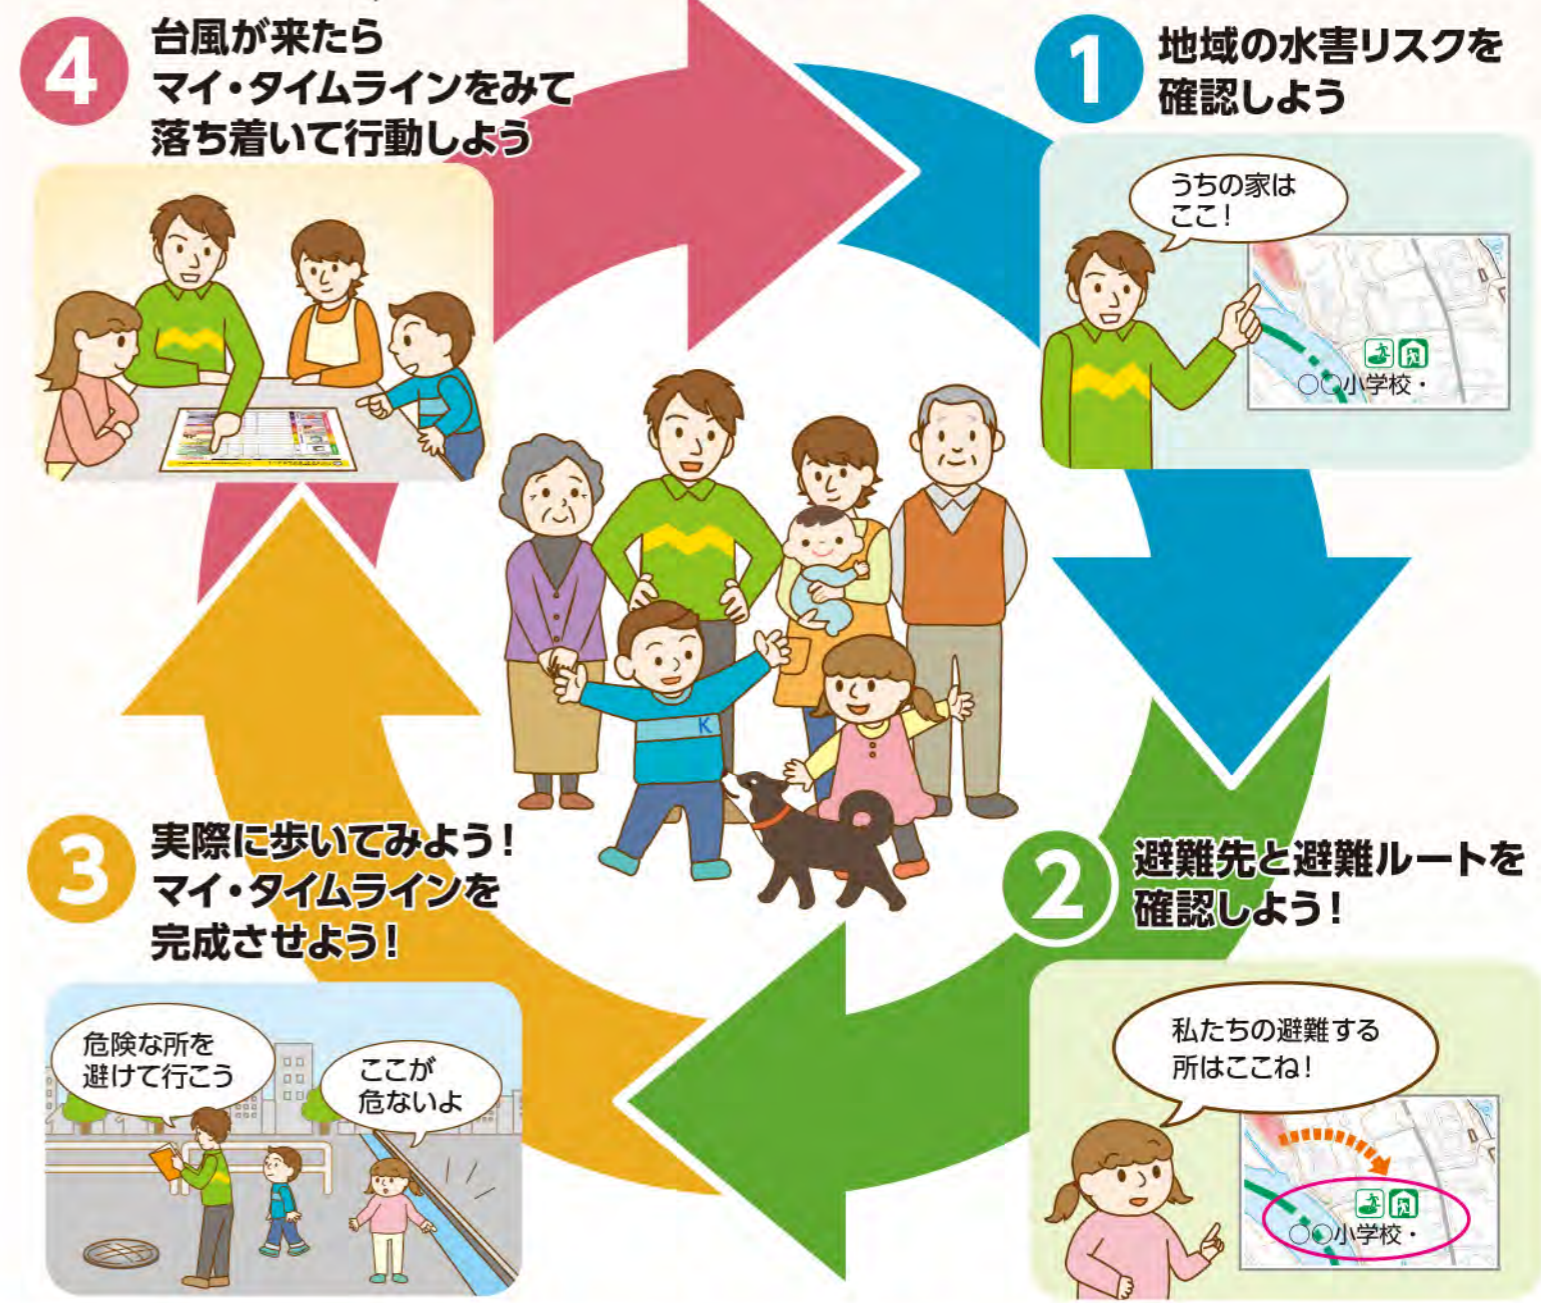 1
地域の水害リスクを
確認しよう
うちの家は
ここ!
○○小学校・
2
避難先と避難ルートを
確認しよう!
私たちの避難する
所はここね!
○○小学校・
3
実際に歩いてみよう!
マイ・タイムラインを
完成させよう!
危険な所を
避けて行こう
ここが
危ないよ
4
台風が来たら
マイ・タイムラインをみて
落ち着いて行動しよう
K